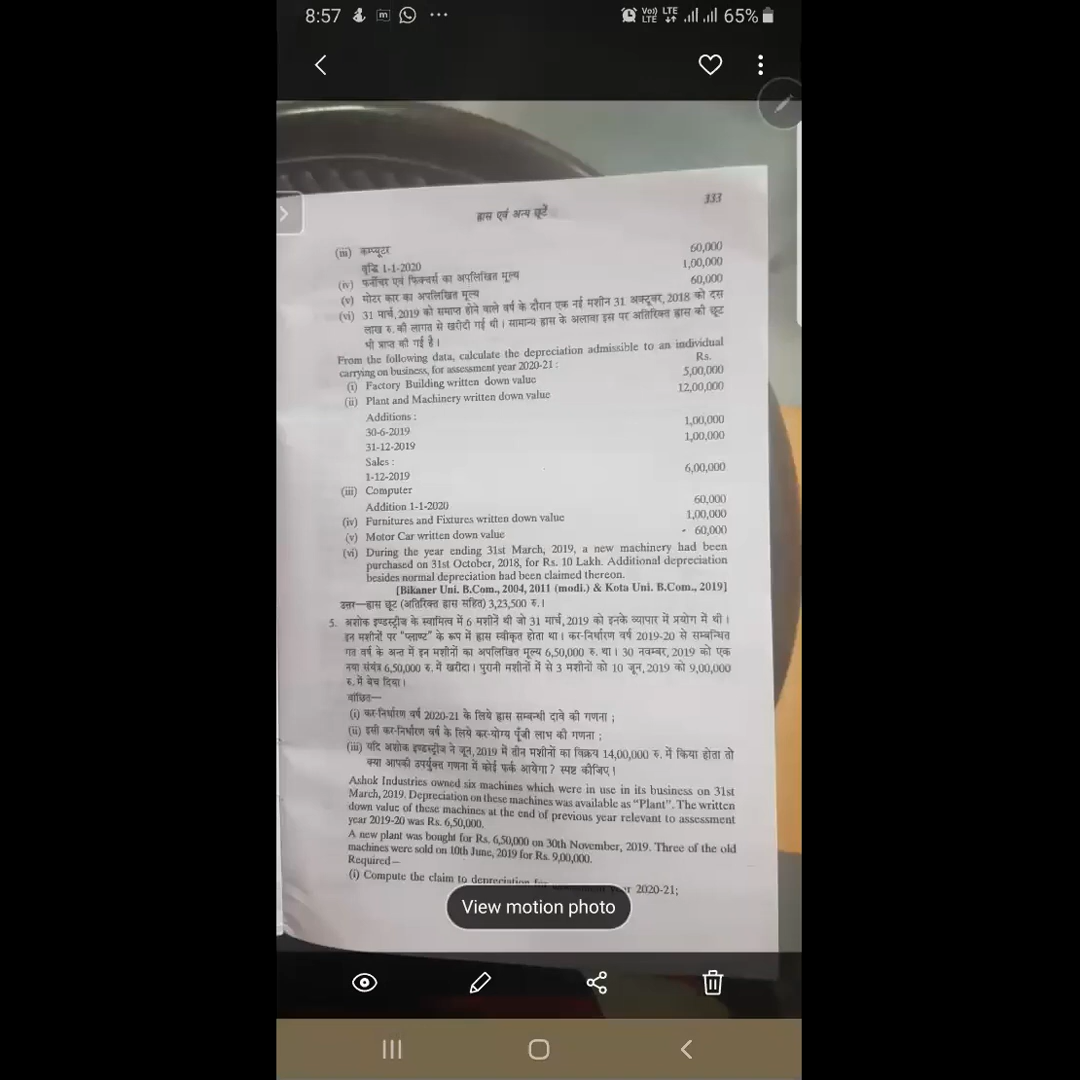 8:57
Vo)) LTE
LTE
65%
ह्रास एवं अन्य छूटें
333
(iii) कम्प्यूटर
वृद्धि 1-1-2020 60,000
(iv) फर्नीचर एवं फिक्चर्स का अपलिखित मूल्य 1,00,000
(v) मोटर कार का अपलिखित मूल्य 60,000
(vi) 31 मार्च, 2019 को समाप्त होने वाले वर्ष के दौरान एक नई मशीन 31 अक्टूबर, 2018 को दस
लाख रु. की लागत से खरीदी गई थी। सामान्य ह्रास के अलावा इस पर अतिरिक्त ह्रास की छूट
भी प्राप्त की गई है।
From the following data, calculate the depreciation admissible to an individual
carrying on business, for assessment year 2020-21 : Rs.
(i) Factory Building written down value 5,00,000
(ii) Plant and Machinery written down value 12,00,000
Additions :
30-6-2019 1,00,000
31-12-2019 1,00,000
Sales :
1-12-2019 6,00,000
(iii) Computer
Addition 1-1-2020 60,000
(iv) Furnitures and Fixtures written down value 1,00,000
(v) Motor Car written down value - 60,000
(vi) During the year ending 31st March, 2019, a new machinery had been
purchased on 31st October, 2018, for Rs. 10 Lakh. Additional depreciation
besides normal depreciation had been claimed thereon.
[Bikaner Uni. B.Com., 2004, 2011 (modi.) & Kota Uni. B.Com., 2019]
उत्तर—ह्रास छूट (अतिरिक्त ह्रास सहित) 3,23,500 रु.।
5. अशोक इण्डस्ट्रीज के स्वामित्व में 6 मशीनें थी जो 31 मार्च, 2019 को इनके व्यापार में प्रयोग में थी।
इन मशीनों पर "प्लाण्ट" के रूप में ह्रास स्वीकृत होता था। कर-निर्धारण वर्ष 2019-20 से सम्बन्धित
गत वर्ष के अन्त में इन मशीनों का अपलिखित मूल्य 6,50,000 रु. था। 30 नवम्बर, 2019 को एक
नया संयंत्र 6,50,000 रु. में खरीदा। पुरानी मशीनों में से 3 मशीनों को 10 जून, 2019 को 9,00,000
रु. में बेच दिया।
वांछित—
(i) कर-निर्धारण वर्ष 2020-21 के लिये ह्रास सम्बन्धी दावे की गणना ;
(ii) इसी कर-निर्धारण वर्ष के लिये कर-योग्य पूँजी लाभ की गणना ;
(iii) यदि अशोक इण्डस्ट्रीज ने जून, 2019 में तीन मशीनों का विक्रय 14,00,000 रु. में किया होता तो
क्या आपकी उपर्युक्त गणना में कोई फर्क आयेगा? स्पष्ट कीजिए।
Ashok Industries owned six machines which were in use in its business on 31st
March, 2019. Depreciation on these machines was available as "Plant". The written
down value of these machines at the end of previous year relevant to assessment
year 2019-20 was Rs. 6,50,000.
A new plant was bought for Rs. 6,50,000 on 30th November, 2019. Three of the old
machines were sold on 10th June, 2019 for Rs. 9,00,000.
Required—
(i) Compute the claim to depreciation for 2020-21;
View motion photo